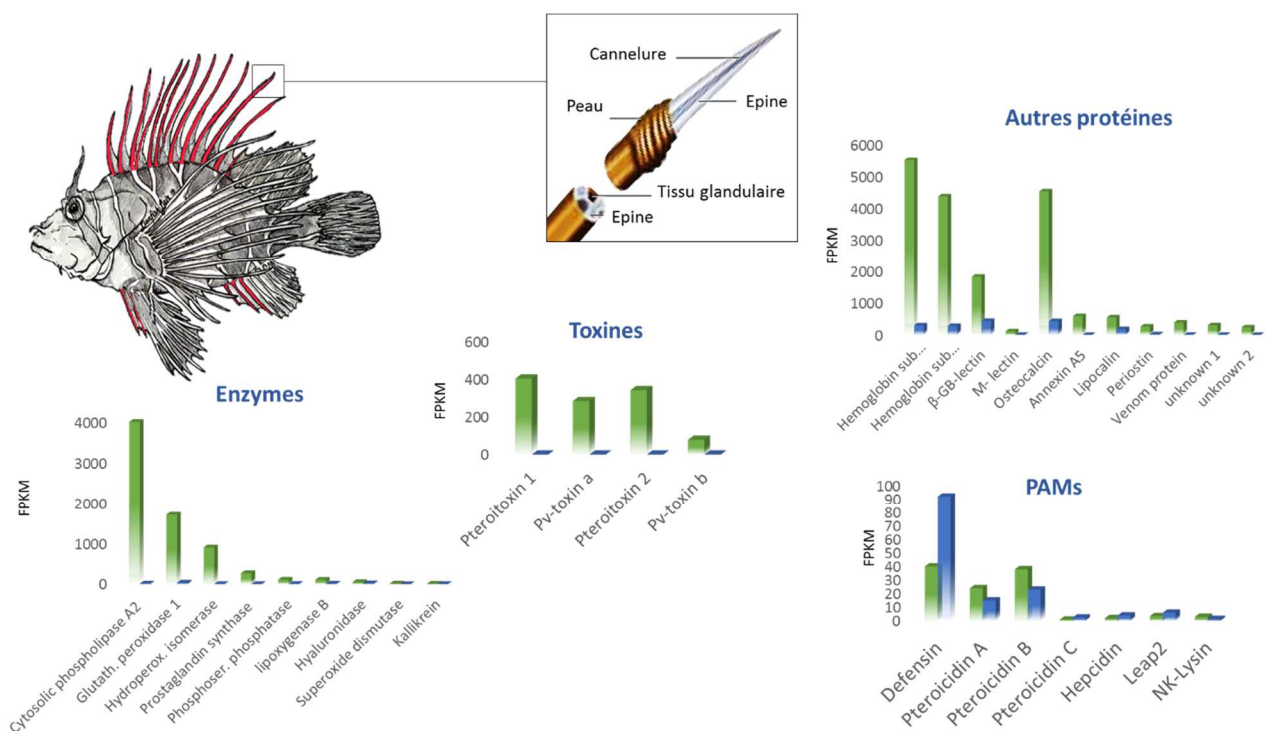 Cannelure
Peau
Epine
Tissu glandulaire
Epine
Autres protéines
FPKM
6000
5000
4000
3000
2000
1000
0
Hemoglobin sub...
Hemoglobin sub...
β-GB-lectin
M- lectin
Osteocalcin
Annexin A5
Lipocalin
Periostin
Venom protein
unknown 1
unknown 2
Toxines
FPKM
600
400
200
0
Pteroitoxin 1
Pv-toxin a
Pteroitoxin 2
Pv-toxin b
Enzymes
FPKM
4000
3000
2000
1000
0
Cytosolic phospholipase A2
Glutath. peroxidase 1
Hydroperox. isomerase
Prostaglandin synthase
Phosphoser. phosphatase
lipoxygenase B
Hyaluronidase
Superoxide dismutase
Kallikrein
PAMs
FPKM
100
90
80
70
60
50
40
30
20
10
0
Defensin
Pteroicidin A
Pteroicidin B
Pteroicidin C
Hepcidin
Leap2
NK-Lysin